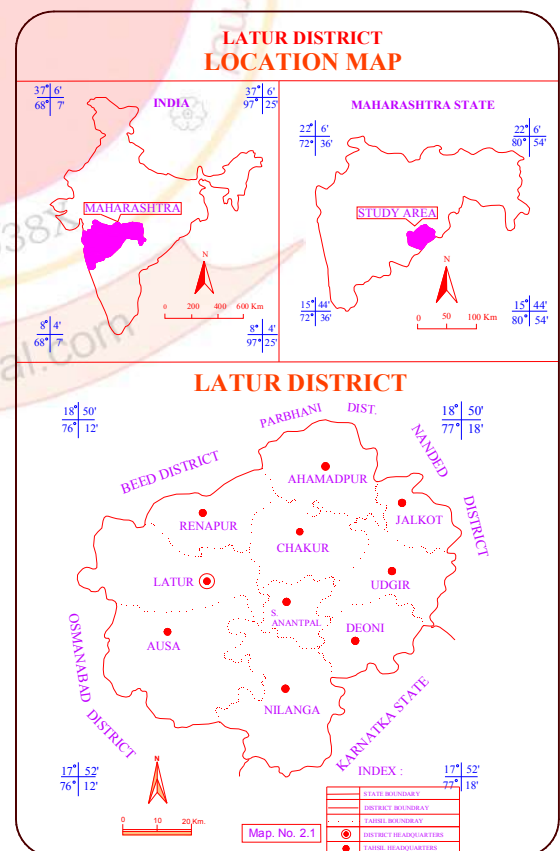 LATUR DISTRICT
LOCATION MAP
37° 6'
68° 7'
INDIA
37° 6'
97° 25'
MAHARASHTRA
N
0 200 400 600 Km
8° 4'
68° 7'
8° 4'
97° 25'
MAHARASHTRA STATE
22° 6'
72° 36'
22° 6'
80° 54'
STUDY AREA
N
0 50 100 Km
15° 44'
72° 36'
15° 44'
80° 54'
38X
al.com
LATUR DISTRICT
18° 50'
76° 12'
PARBHANI DIST.
18° 50'
77° 18'
BEED DISTRICT
NANDED DISTRICT
AHAMADPUR
RENAPUR
JALKOT
CHAKUR
LATUR
UDGIR
S.
ANANTPAL
AUSA
DEONI
NILANGA
OSMANABAD DISTRICT
KARNATKA STATE
17° 52'
76° 12'
N
0 10 20 Km.
Map. No. 2.1
INDEX :
17° 52'
77° 18'
STATE BOUNDARY
DISTRICT BOUNDRAY
TAHSIL BOUNDRAY
DISTRICT HEADQUARTERS
TAHSIL HEADQUARTERS